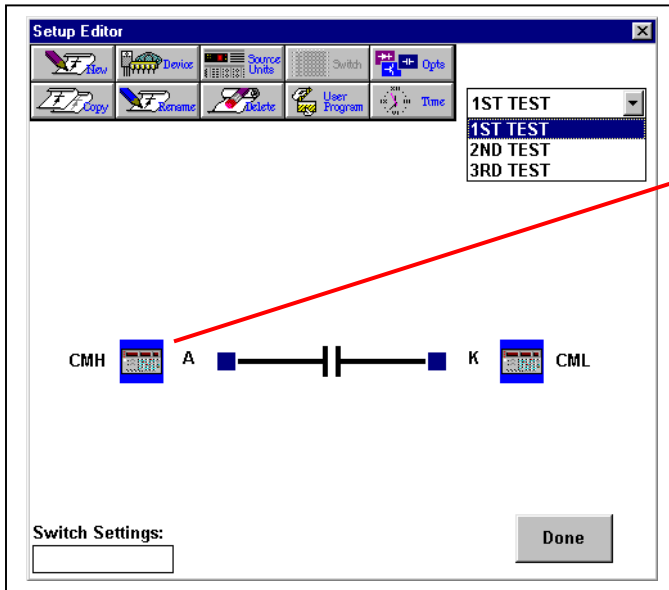 Setup Editor
New Device Source Units Switch Opts
Copy Rename Delete User Program Time
1ST TEST
1ST TEST
2ND TEST
3RD TEST
CMH A K CML
Switch Settings:
Done